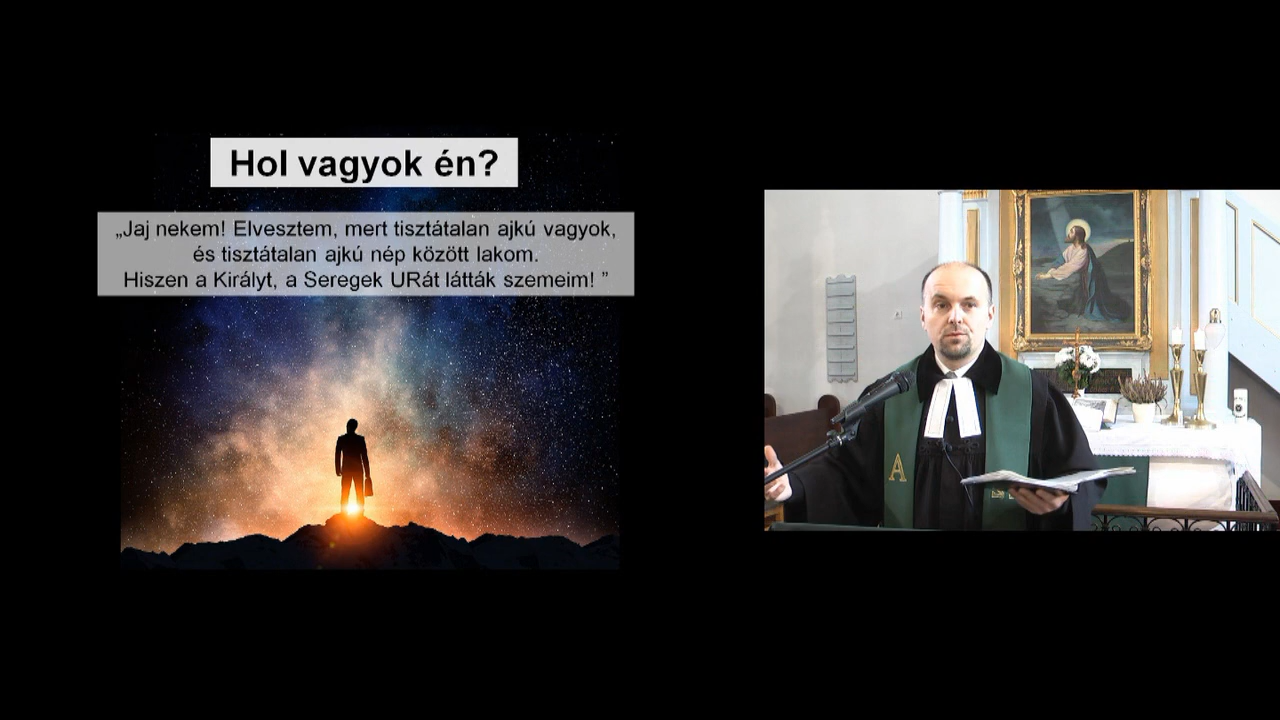 Hol vagyok én?
„Jaj nekem! Elvesztem, mert tisztátalan ajkú vagyok,
és tisztátalan ajkú nép között lakom.
Hiszen a Királyt, a Seregek URát látták szemeim! ”
A